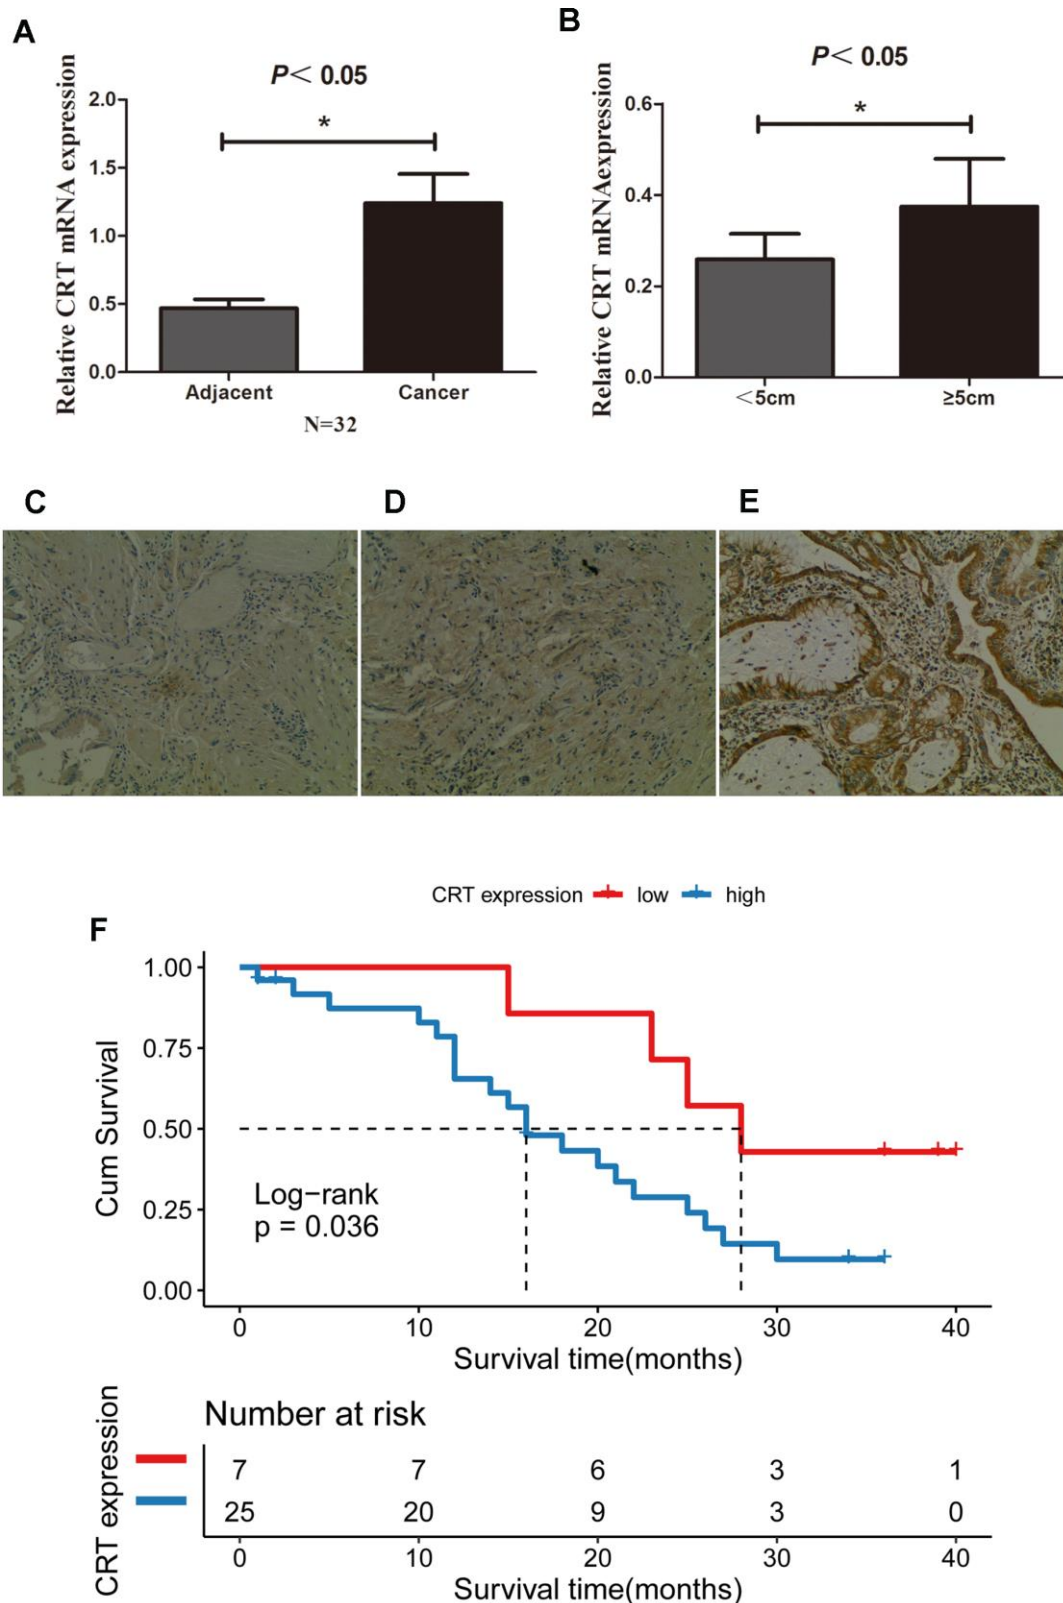 A
P< 0.05
*
Relative CRT mRNA expression
2.0
1.5
1.0
0.5
0.0
Adjacent Cancer
N=32
B
P< 0.05
*
Relative CRT mRNAexpression
0.6
0.4
0.2
0.0
<5cm ≥5cm
C D E
CRT expression low high
F
Cum Survival
1.00
0.75
0.50
0.25
0.00
Log-rank
p = 0.036
0 10 20 30 40
Survival time(months)
Number at risk
CRT expression
7 7 6 3 1
25 20 9 3 0
0 10 20 30 40
Survival time(months)